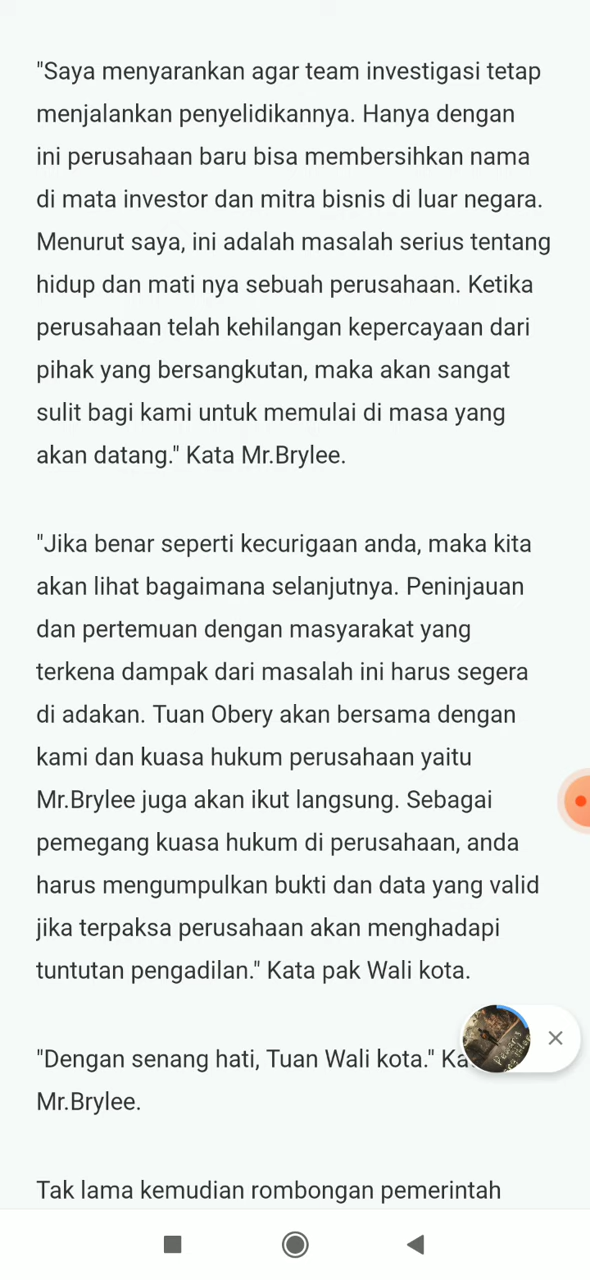 "Saya menyarankan agar team investigasi tetap
menjalankan penyelidikannya. Hanya dengan
ini perusahaan baru bisa membersihkan nama
di mata investor dan mitra bisnis di luar negara.
Menurut saya, ini adalah masalah serius tentang
hidup dan mati nya sebuah perusahaan. Ketika
perusahaan telah kehilangan kepercayaan dari
pihak yang bersangkutan, maka akan sangat
sulit bagi kami untuk memulai di masa yang
akan datang." Kata Mr.Brylee.
"Jika benar seperti kecurigaan anda, maka kita
akan lihat bagaimana selanjutnya. Peninjauan
dan pertemuan dengan masyarakat yang
terkena dampak dari masalah ini harus segera
di adakan. Tuan Obery akan bersama dengan
kami dan kuasa hukum perusahaan yaitu
Mr.Brylee juga akan ikut langsung. Sebagai
pemegang kuasa hukum di perusahaan, anda
harus mengumpulkan bukti dan data yang valid
jika terpaksa perusahaan akan menghadapi
tuntutan pengadilan." Kata pak Wali kota.
"Dengan senang hati, Tuan Wali kota."
Mr.Brylee.
Tak lama kemudian rombongan pemerintah